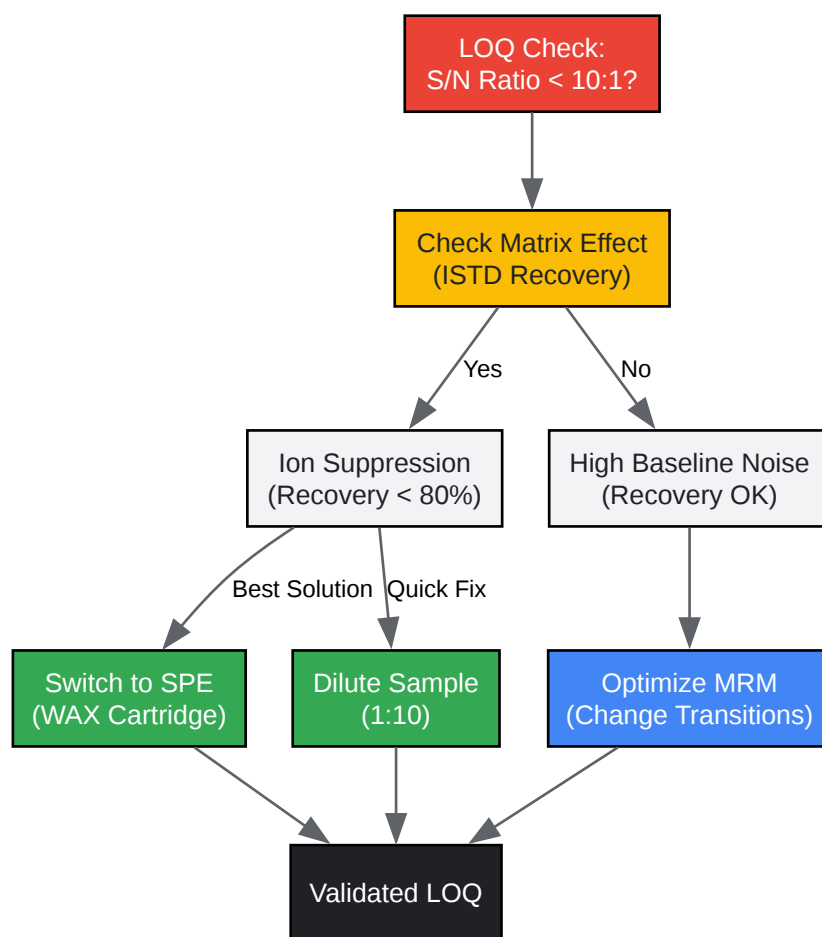 LOQ Check:
S/N Ratio < 10:1?
Check Matrix Effect
(ISTD Recovery)
Yes
No
Ion Suppression
(Recovery < 80%)
High Baseline Noise
(Recovery OK)
Best Solution
Quick Fix
Switch to SPE
(WAX Cartridge)
Dilute Sample
(1:10)
Optimize MRM
(Change Transitions)
Validated LOQ